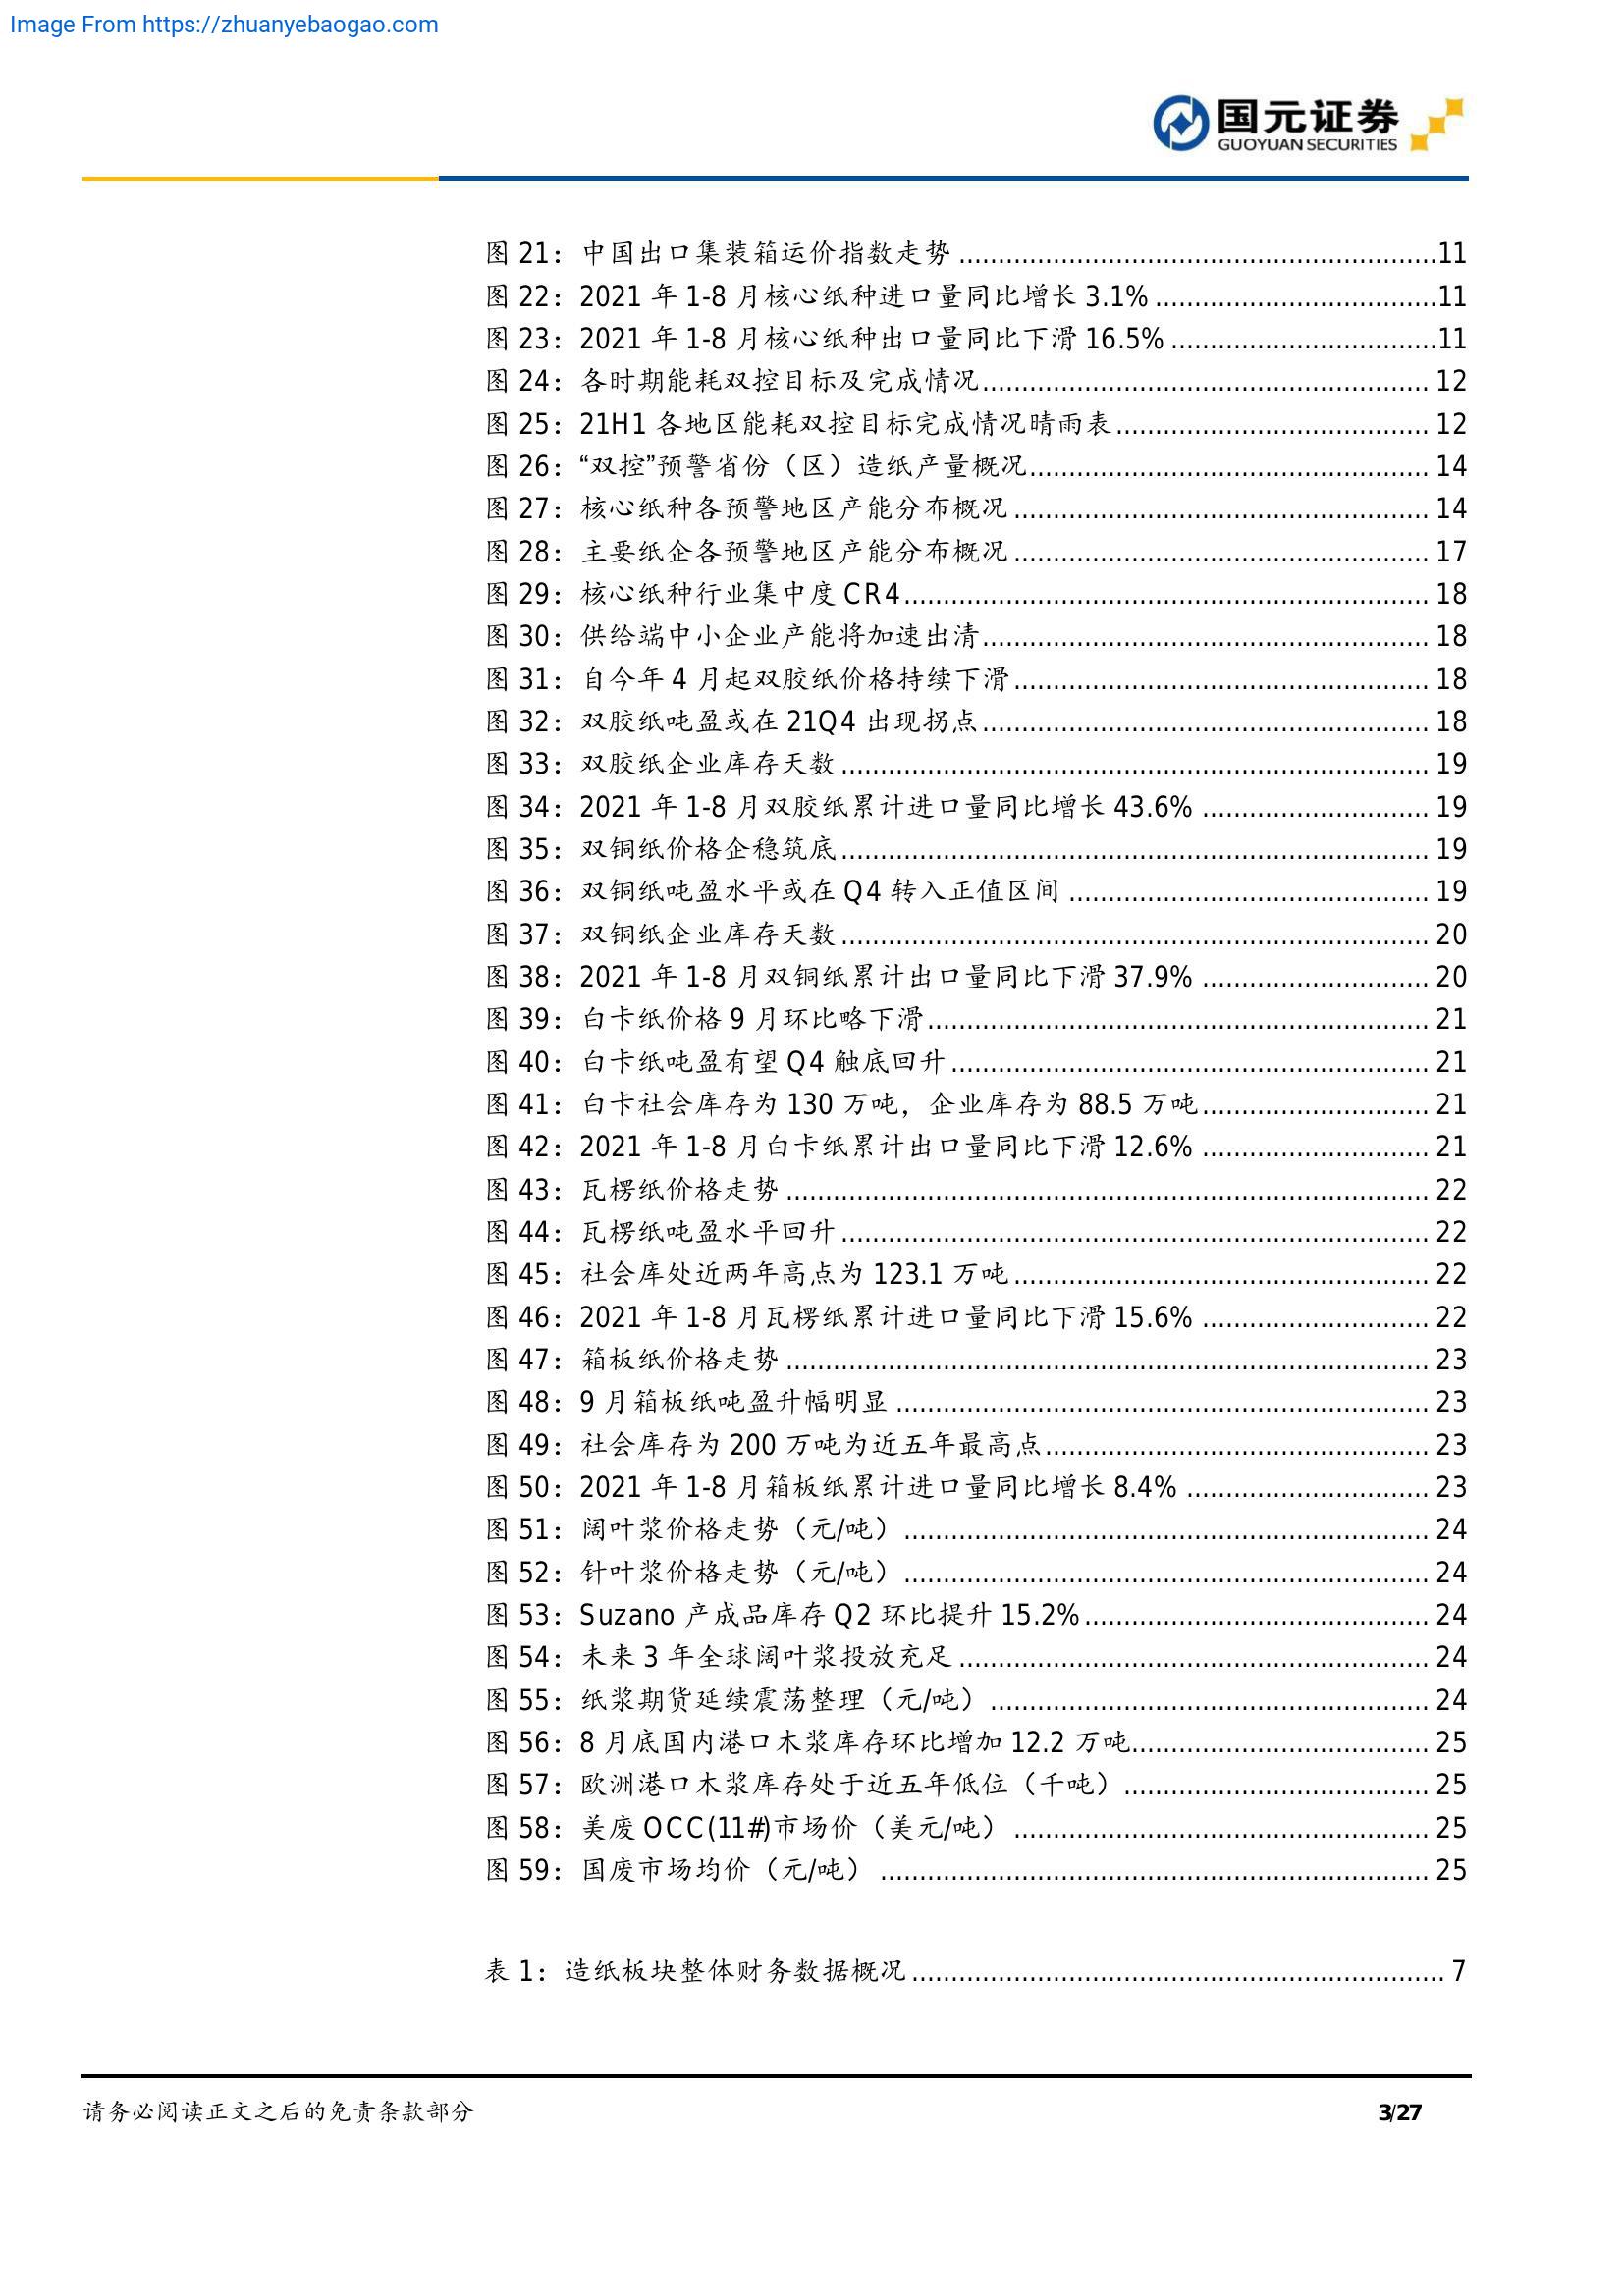 Image From https://zhuanyebaogao.com
国元证券
GUOYUAN SECURITIES
图 21：中国出口集装箱运价指数走势 ............................................................11
图 22：2021 年 1-8 月核心纸种进口量同比增长 3.1% ....................................11
图 23：2021 年 1-8 月核心纸种出口量同比下滑 16.5% ..................................11
图 24：各时期能耗双控目标及完成情况......................................................... 12
图 25：21H1 各地区能耗双控目标完成情况晴雨表........................................ 12
图 26：“双控”预警省份（区）造纸产量概况................................................... 14
图 27：核心纸种各预警地区产能分布概况 ..................................................... 14
图 28：主要纸企各预警地区产能分布概况 ..................................................... 17
图 29：核心纸种行业集中度 CR4................................................................... 18
图 30：供给端中小企业产能将加速出清......................................................... 18
图 31：自今年 4 月起双胶纸价格持续下滑..................................................... 18
图 32：双胶纸吨盈或在 21Q4 出现拐点......................................................... 18
图 33：双胶纸企业库存天数 ........................................................................... 19
图 34：2021 年 1-8 月双胶纸累计进口量同比增长 43.6% ............................. 19
图 35：双铜纸价格企稳筑底 ........................................................................... 19
图 36：双铜纸吨盈水平或在 Q4 转入正值区间 .............................................. 19
图 37：双铜纸企业库存天数 ........................................................................... 20
图 38：2021 年 1-8 月双铜纸累计出口量同比下滑 37.9% ............................. 20
图 39：白卡纸价格 9 月环比略下滑................................................................ 21
图 40：白卡纸吨盈有望 Q4 触底回升 ............................................................. 21
图 41：白卡社会库存为 130 万吨，企业库存为 88.5 万吨............................. 21
图 42：2021 年 1-8 月白卡纸累计出口量同比下滑 12.6% ............................. 21
图 43：瓦楞纸价格走势 .................................................................................. 22
图 44：瓦楞纸吨盈水平回升 ........................................................................... 22
图 45：社会库处近两年高点为 123.1 万吨..................................................... 22
图 46：2021 年 1-8 月瓦楞纸累计进口量同比下滑 15.6% ............................. 22
图 47：箱板纸价格走势 .................................................................................. 23
图 48：9 月箱板纸吨盈升幅明显 .................................................................... 23
图 49：社会库存为 200 万吨为近五年最高点................................................. 23
图 50：2021 年 1-8 月箱板纸累计进口量同比增长 8.4% ............................... 23
图 51：阔叶浆价格走势（元/吨） ................................................................... 24
图 52：针叶浆价格走势（元/吨） ................................................................... 24
图 53：Suzano 产成品库存 Q2 环比提升 15.2%............................................ 24
图 54：未来 3 年全球阔叶浆投放充足 ............................................................ 24
图 55：纸浆期货延续震荡整理（元/吨） ........................................................ 24
图 56：8 月底国内港口木浆库存环比增加 12.2 万吨...................................... 25
图 57：欧洲港口木浆库存处于近五年低位（千吨）....................................... 25
图 58：美废 OCC(11#)市场价（美元/吨） ..................................................... 25
图 59：国废市场均价（元/吨） ...................................................................... 25
表 1：造纸板块整体财务数据概况.................................................................... 7
请务必阅读正文之后的免责条款部分
3/27